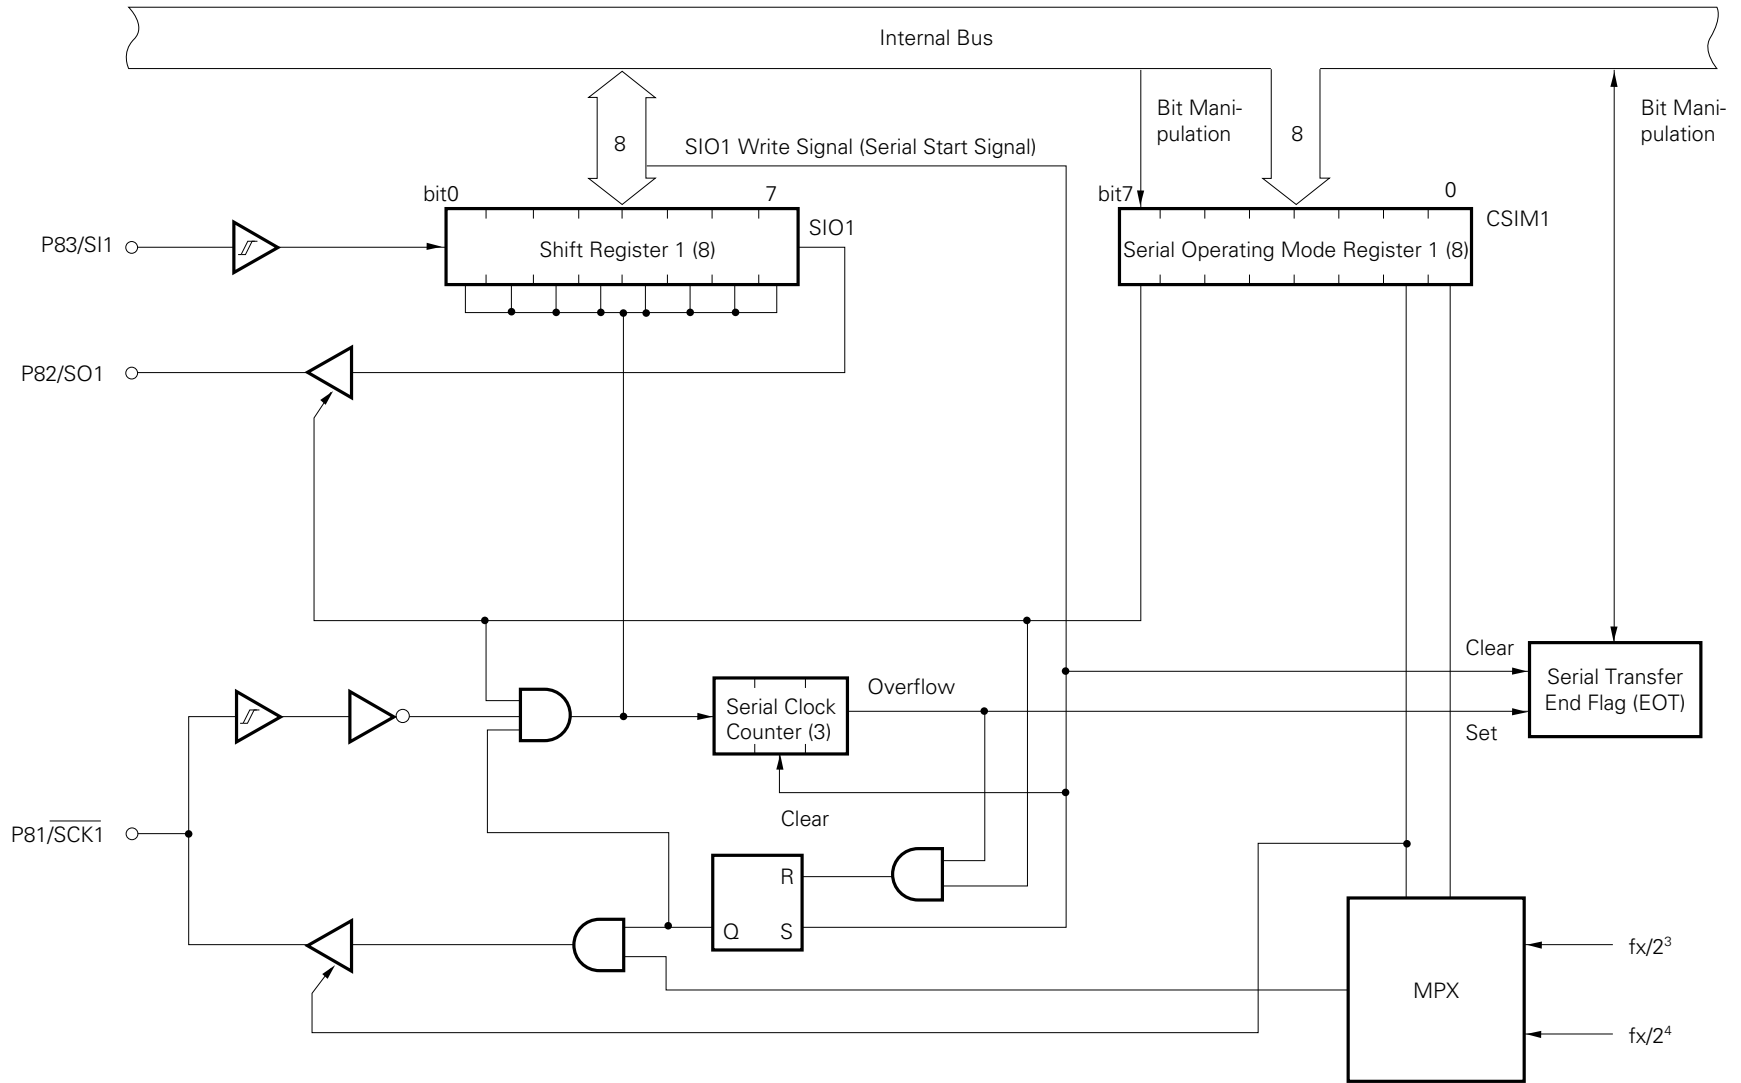 Internal Bus
Bit Mani-
pulation
Bit Mani-
pulation
8
8
SIO1 Write Signal (Serial Start Signal)
bit0
7
bit7
0
SIO1
CSIM1
P83/SI1
Shift Register 1 (8)
Serial Operating Mode Register 1 (8)
P82/SO1
Clear
Serial Transfer
End Flag (EOT)
Set
Overflow
Serial Clock
Counter (3)
Clear
P81/S̅C̅K̅1̅
R
Q
S
fx/2³
MPX
fx/2⁴